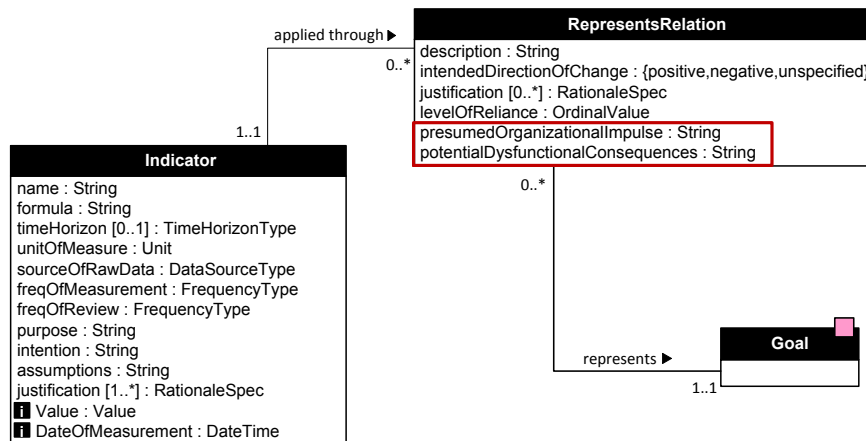 RepresentsRelation
description : String
intendedDirectionOfChange : {positive,negative,unspecified}
justification [0..*] : RationaleSpec
levelOfReliance : OrdinalValue
presumedOrganizationalImpulse : String
potentialDysfunctionalConsequences : String
applied through
0..*
1..1
Indicator
name : String
formula : String
timeHorizon [0..1] : TimeHorizonType
unitOfMeasure : Unit
sourceOfRawData : DataSourceType
freqOfMeasurement : FrequencyType
freqOfReview : FrequencyType
purpose : String
intention : String
assumptions : String
justification [1..*] : RationaleSpec
i Value : Value
i DateOfMeasurement : DateTime
0..*
represents
1..1
Goal